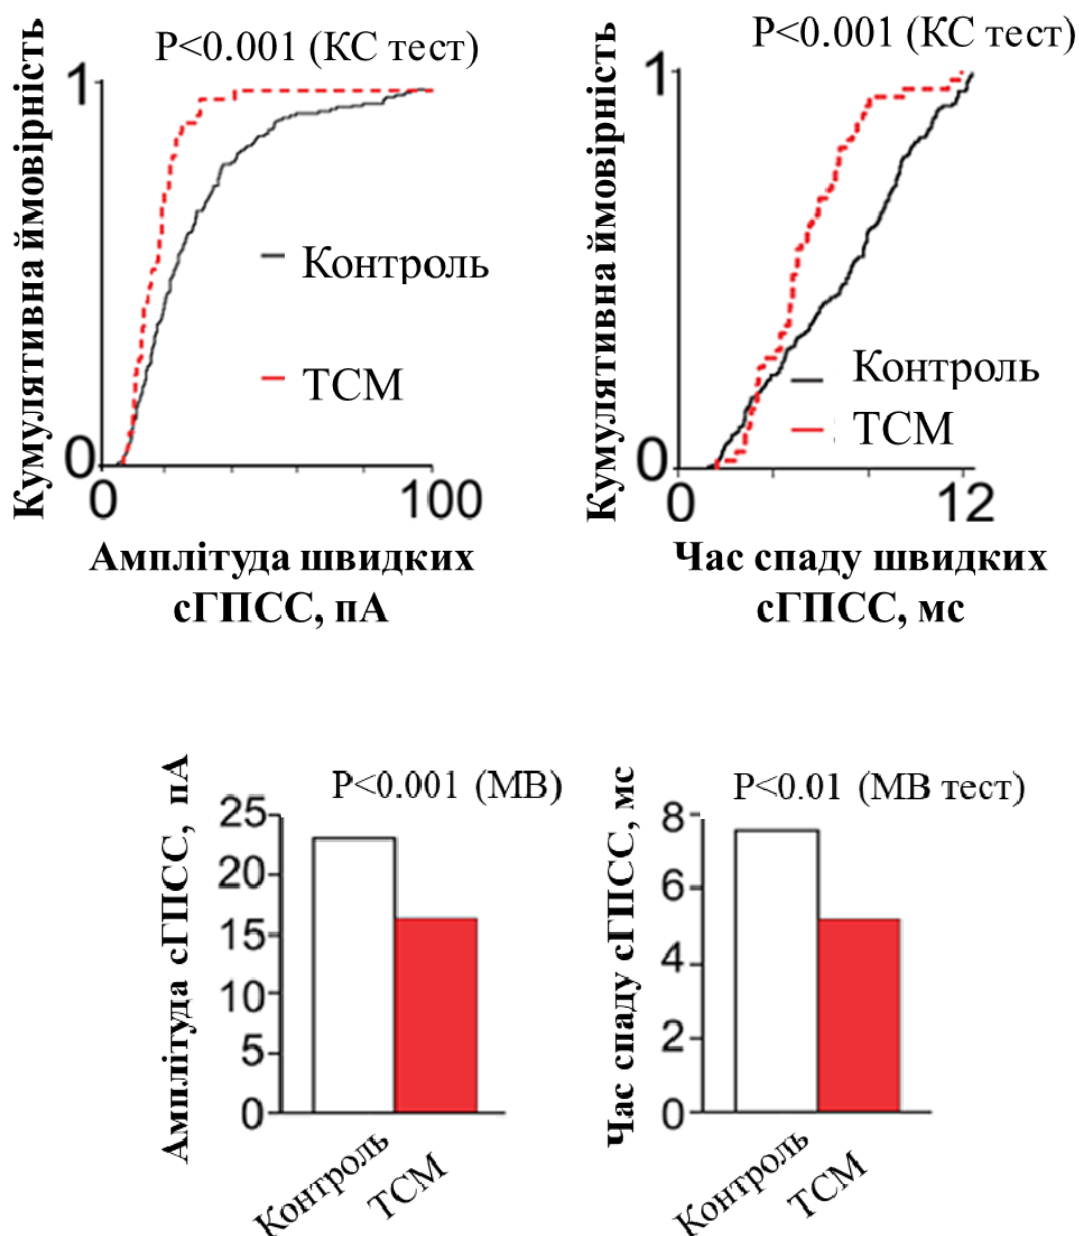 P<0.001 (КС тест)
Кумулятивна ймовірність
1
0
0
100
Контроль
ТСМ
Амплітуда швидких
сГПСС, пА
P<0.001 (КС тест)
Кумулятивна ймовірність
1
0
0
12
Контроль
ТСМ
Час спаду швидких
сГПСС, мс
P<0.001 (МВ)
Амплітуда сГПСС, пА
25
20
15
10
5
0
Контроль
ТСМ
P<0.01 (МВ тест)
Час спаду сГПСС, мс
8
6
4
2
0
Контроль
ТСМ